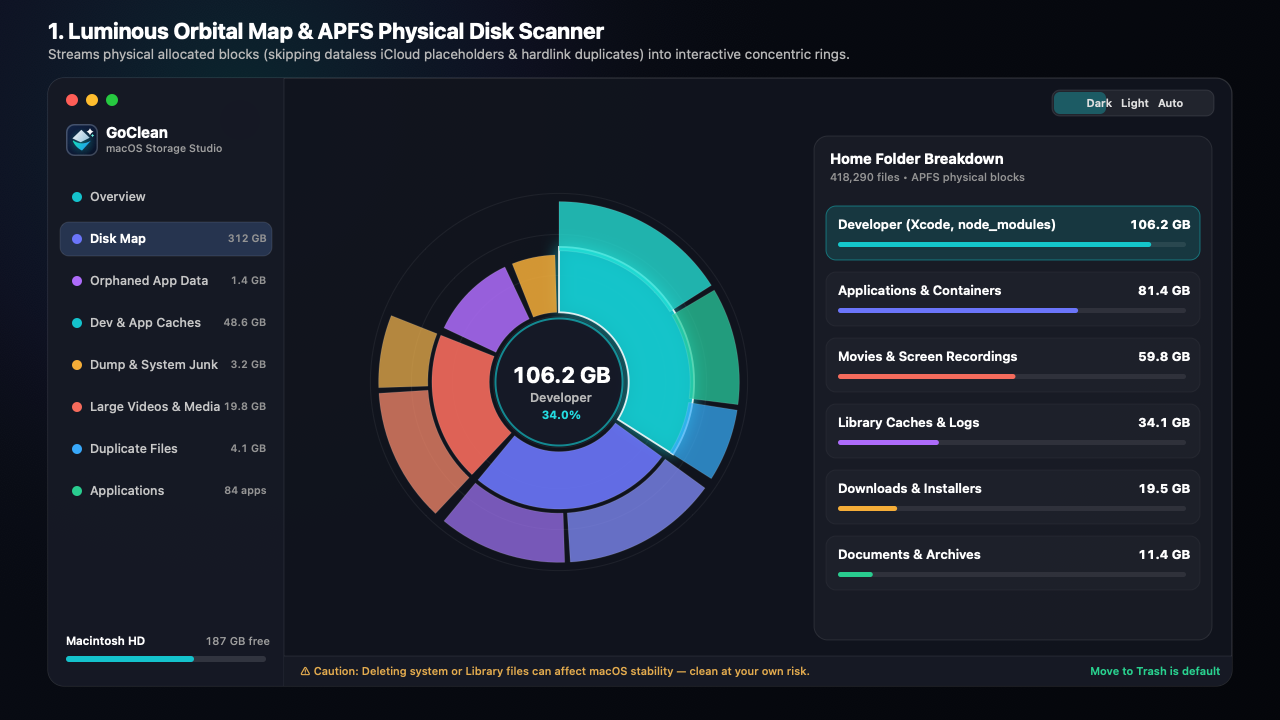 1. Luminous Orbital Map & APFS Physical Disk Scanner
Streams physical allocated blocks (skipping dataless iCloud placeholders & hardlink duplicates) into interactive concentric rings.
GoClean
macOS Storage Studio
Overview
Disk Map 312 GB
Orphaned App Data 1.4 GB
Dev & App Caches 48.6 GB
Dump & System Junk 3.2 GB
Large Videos & Media 19.8 GB
Duplicate Files 4.1 GB
Applications 84 apps
Macintosh HD 187 GB free
106.2 GB
Developer
34.0%
Dark Light Auto
Home Folder Breakdown
418,290 files • APFS physical blocks
Developer (Xcode, node_modules) 106.2 GB
Applications & Containers 81.4 GB
Movies & Screen Recordings 59.8 GB
Library Caches & Logs 34.1 GB
Downloads & Installers 19.5 GB
Documents & Archives 11.4 GB
⚠ Caution: Deleting system or Library files can affect macOS stability — clean at your own risk.
Move to Trash is default